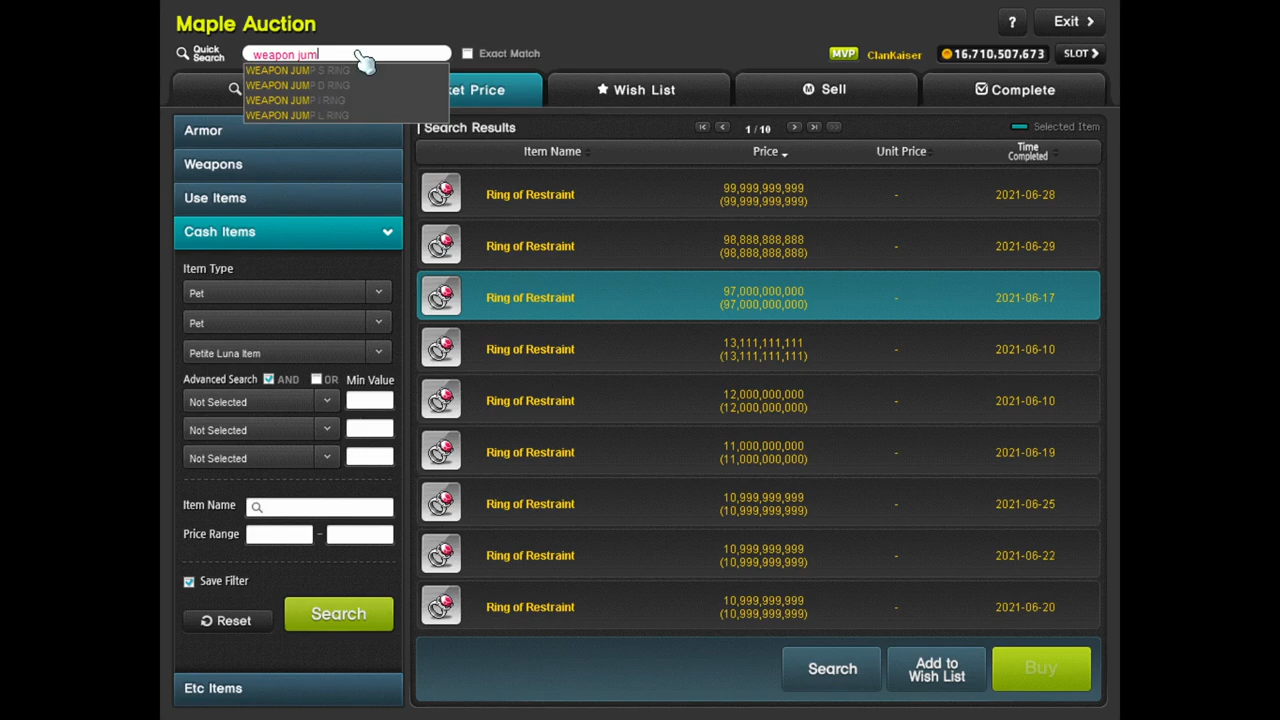 Maple Auction
?
Exit
Quick Search
weapon jum
Exact Match
MVP
ClanKaiser
16,710,507,673
SLOT
WEAPON JUMP S RING
WEAPON JUMP D RING
WEAPON JUMP I RING
WEAPON JUMP L RING
ket Price
Wish List
Sell
Complete
Armor
Weapons
Use Items
Cash Items
Item Type
Pet
Pet
Petite Luna Item
Advanced Search AND OR Min Value
Not Selected
Not Selected
Not Selected
Item Name
Price Range -
Save Filter
Reset
Search
Etc Items
Search Results
1 / 10
Selected Item
Item Name Price Unit Price Time Completed
Ring of Restraint 99,999,999,999 - 2021-06-28
(99,999,999,999)
Ring of Restraint 98,888,888,888 - 2021-06-29
(98,888,888,888)
Ring of Restraint 97,000,000,000 - 2021-06-17
(97,000,000,000)
Ring of Restraint 13,111,111,111 - 2021-06-10
(13,111,111,111)
Ring of Restraint 12,000,000,000 - 2021-06-10
(12,000,000,000)
Ring of Restraint 11,000,000,000 - 2021-06-19
(11,000,000,000)
Ring of Restraint 10,999,999,999 - 2021-06-25
(10,999,999,999)
Ring of Restraint 10,999,999,999 - 2021-06-22
(10,999,999,999)
Ring of Restraint 10,999,999,999 - 2021-06-20
(10,999,999,999)
Search
Add to
Wish List
Buy